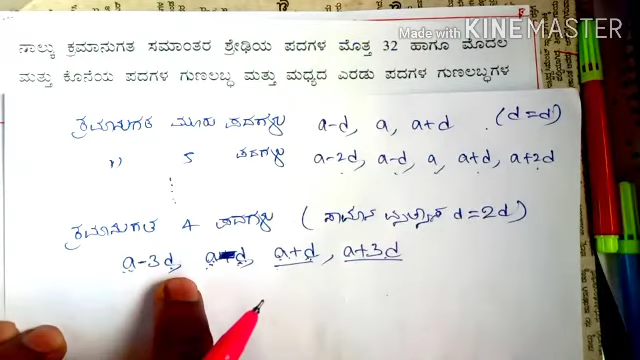 Made with KINEMASTER
ನಾಲ್ಕು ಕ್ರಮಾನುಗತ ಸಮಾಂತರ ಶ್ರೇಢಿಯ ಪದಗಳ ಮೊತ್ತ 32 ಹಾಗೂ ಮೊದಲ
ಮತ್ತು ಕೊನೆಯ ಪದಗಳ ಗುಣಲಬ್ಧ ಮತ್ತು ಮಧ್ಯದ ಎರಡು ಪದಗಳ ಗುಣಲಬ್ಧಗಳ
ಕ್ರಮಾನುಗತ ಮೂರು ಪದಗಳು a-d, a, a+d (d=d)
" 5 ಪದಗಳು a-2d, a-d, a, a+d, a+2d
ಕ್ರಮಾನುಗತ 4 ಪದಗಳು (ಸಾಮಾನ್ಯ ವ್ಯತ್ಯಾಸ d=2d)
a-3d, a-d, a+d, a+3d